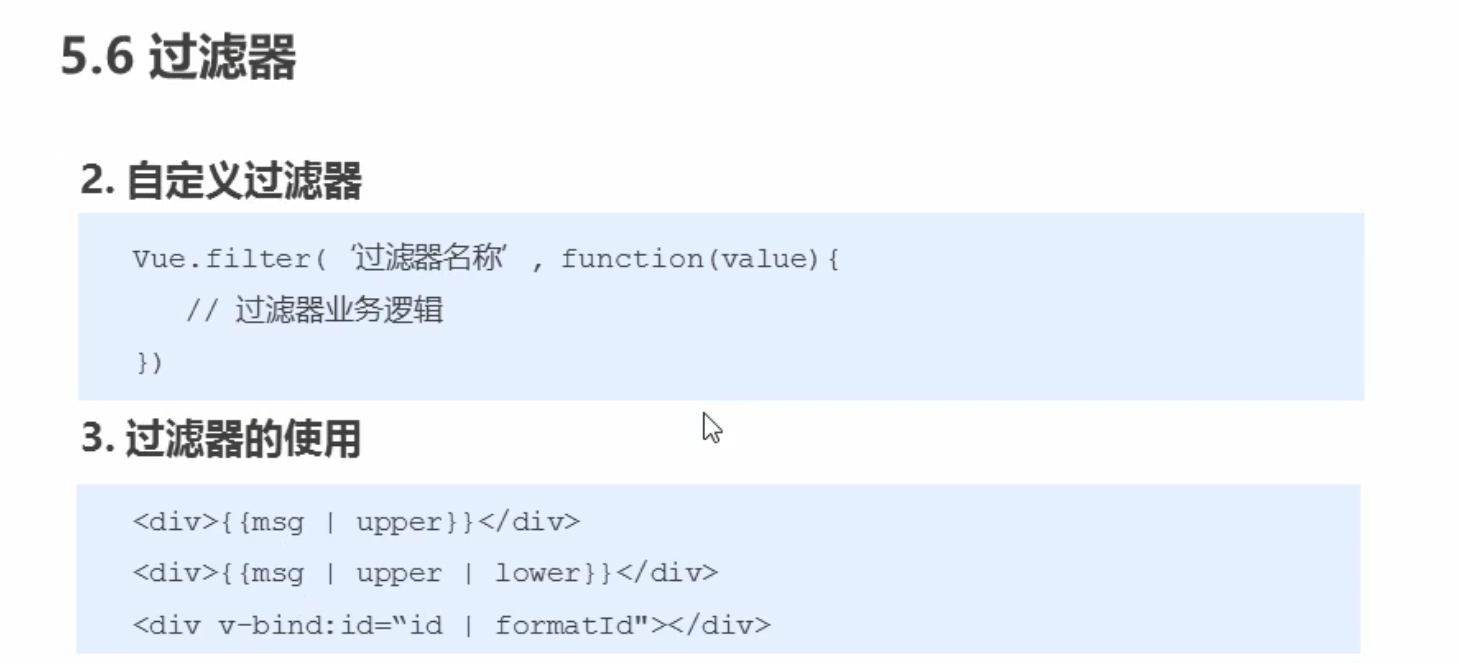 5.6 过滤器
2. 自定义过滤器
Vue.filter(‘过滤器名称’, function(value){
// 过滤器业务逻辑
})
3. 过滤器的使用
<div>{{msg | upper}}</div>
<div>{{msg | upper | lower}}</div>
<div v-bind:id=“id | formatId"></div>